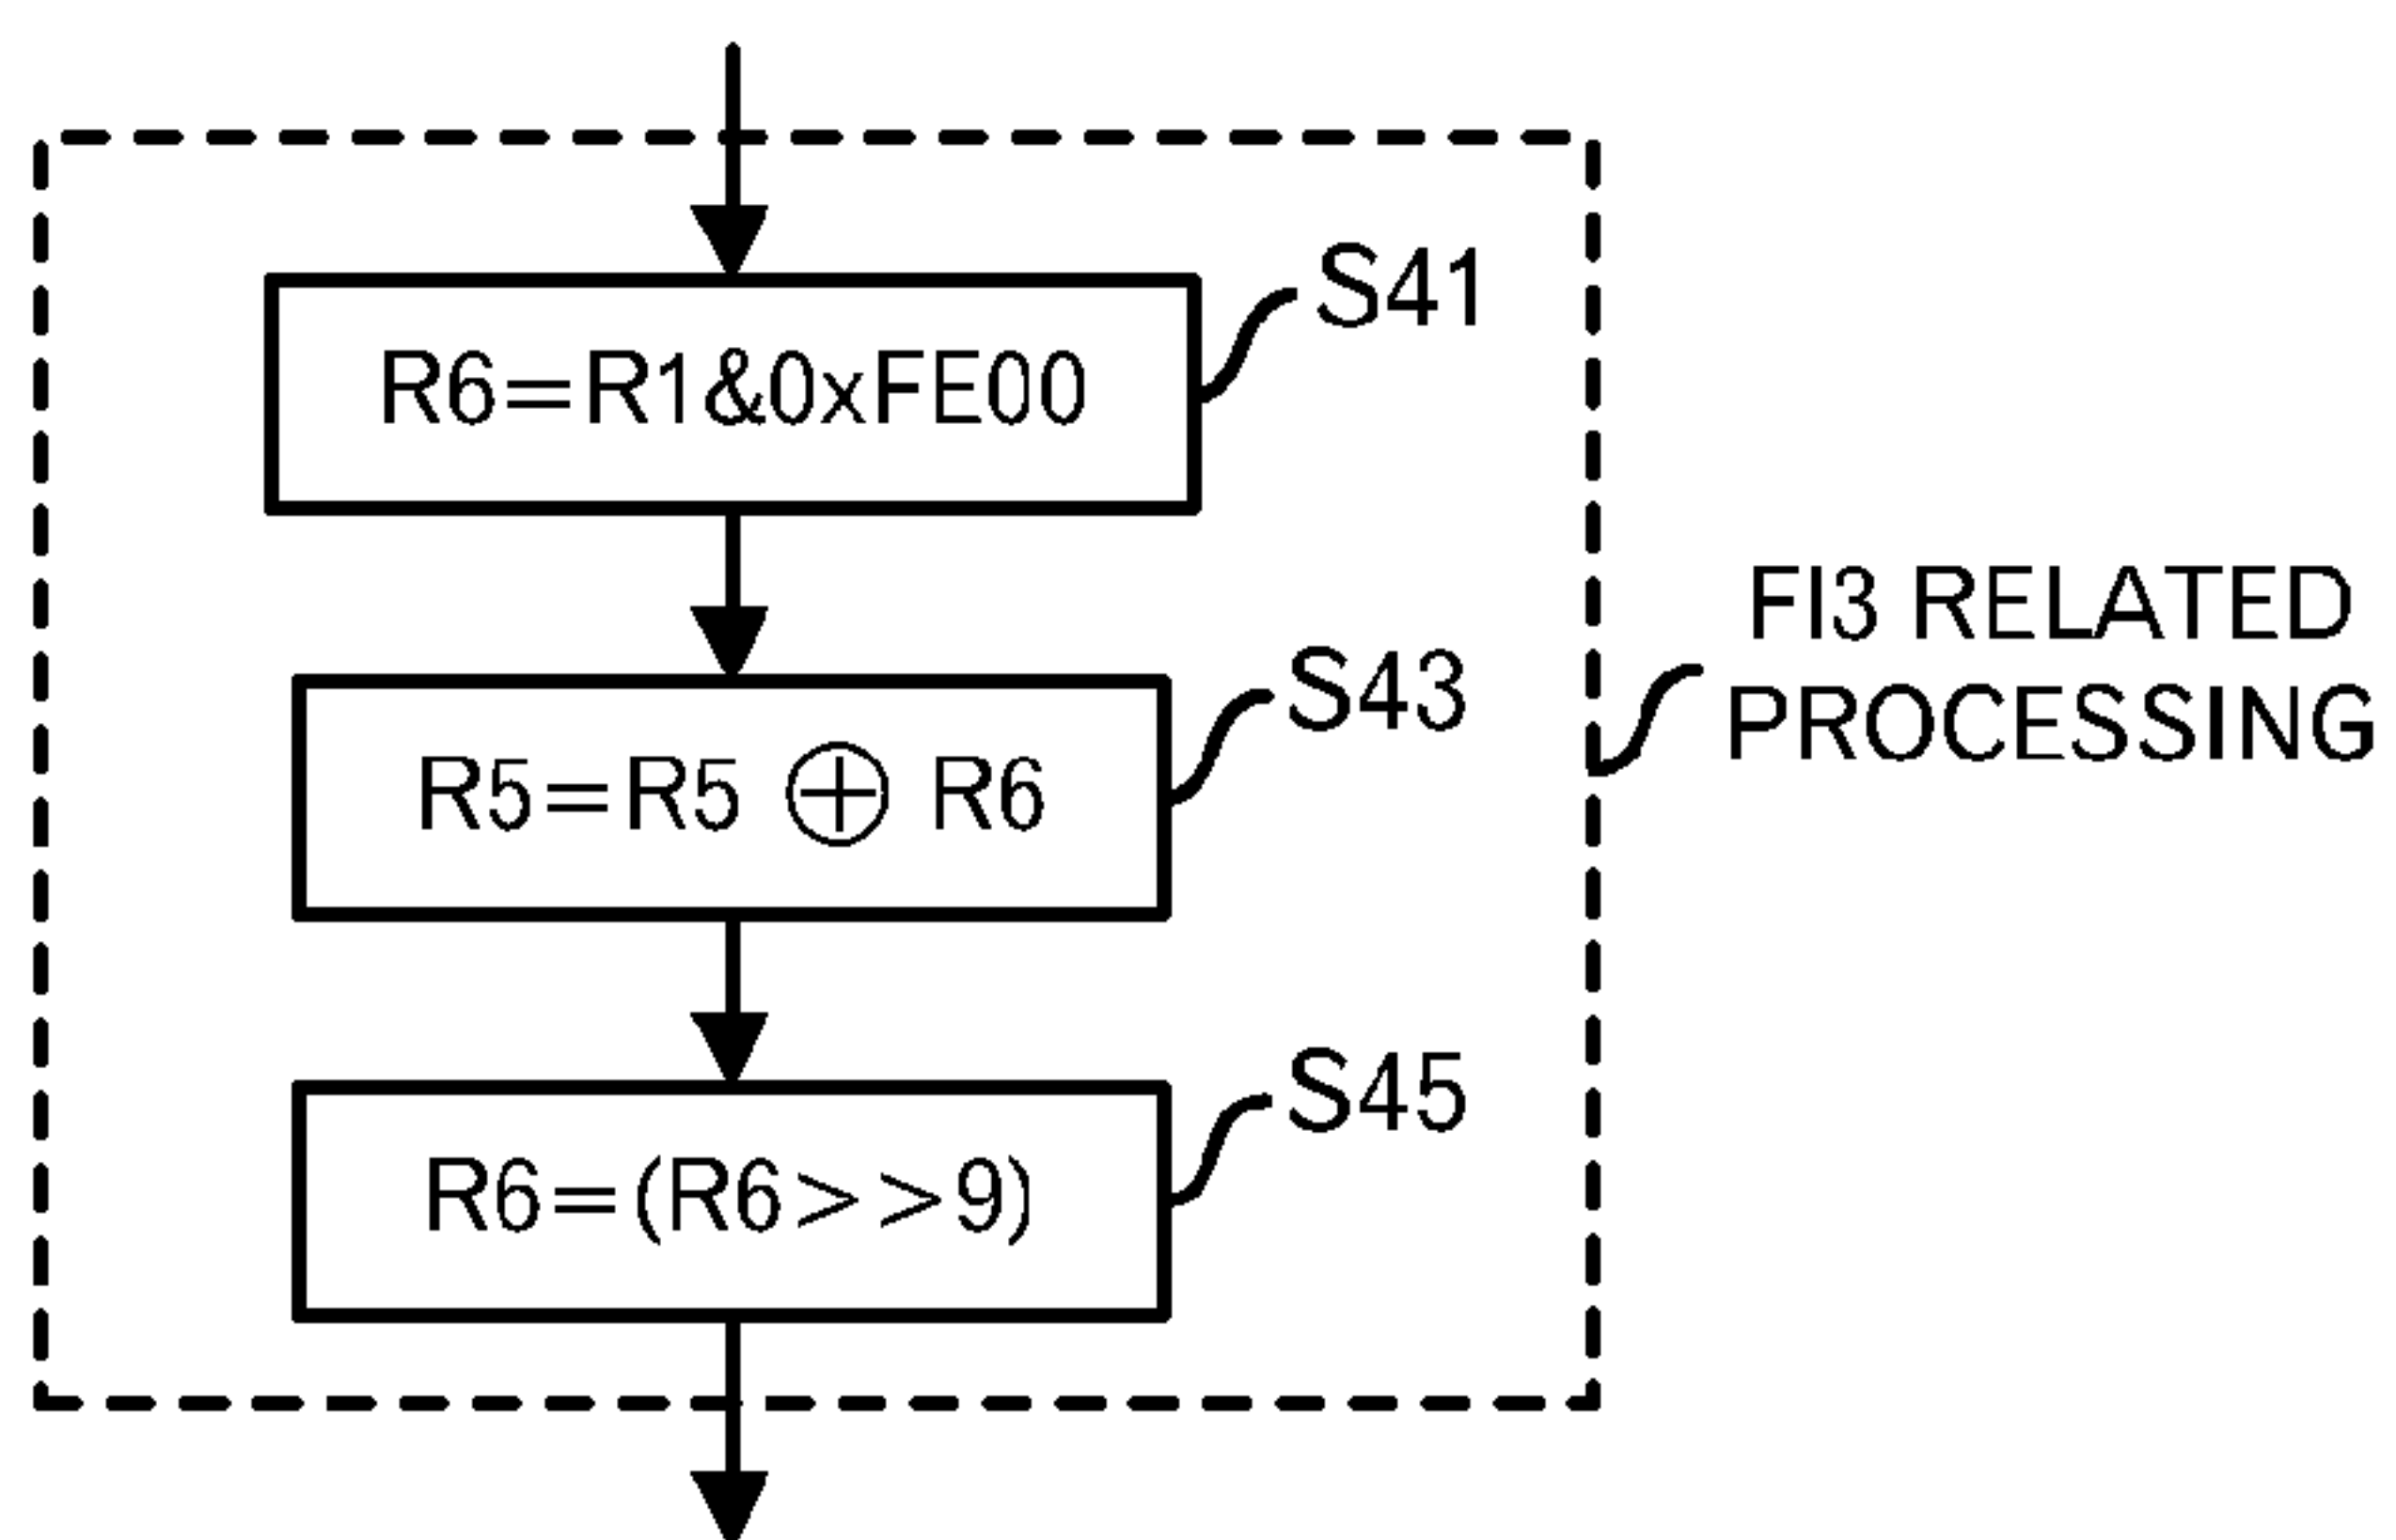 S41
R6=R1&0xFE00
FI3 RELATED
PROCESSING
S43
R5=R5 ⊕ R6
S45
R6=(R6>>9)